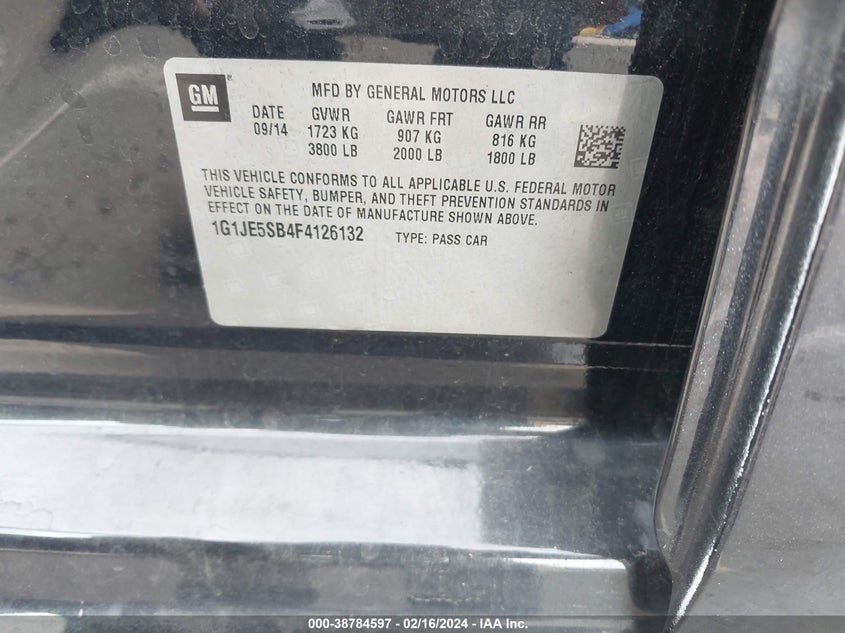 GM
MFD BY GENERAL MOTORS LLC
DATE GVWR GAWR FRT GAWR RR
09/14 1723 KG 907 KG 816 KG
3800 LB 2000 LB 1800 LB
THIS VEHICLE CONFORMS TO ALL APPLICABLE U.S. FEDERAL MOTOR
VEHICLE SAFETY, BUMPER, AND THEFT PREVENTION STANDARDS IN
EFFECT ON THE DATE OF MANUFACTURE SHOWN ABOVE.
1G1JE5SB4F4126132 TYPE: PASS CAR
000-38784597 - 02/16/2024 - IAA Inc.